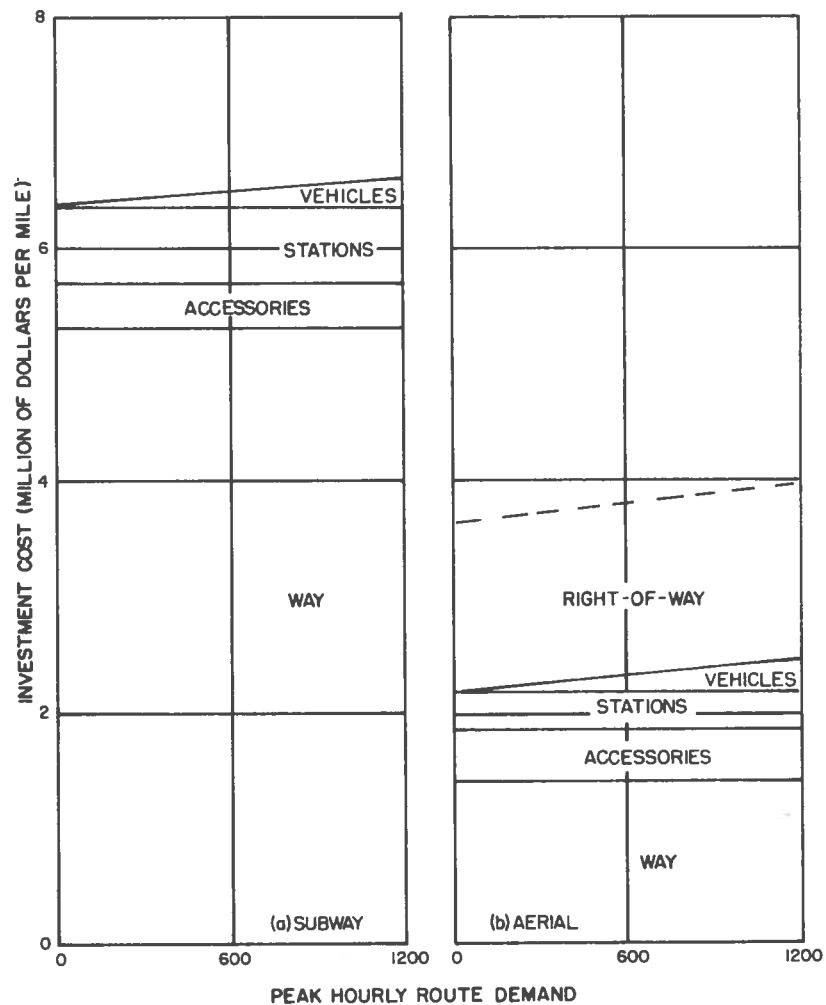 INVESTMENT COST (MILLION OF DOLLARS PER MILE)
8
6
4
2
0
VEHICLES
STATIONS
ACCESSORIES
WAY
(a) SUBWAY
0
600
1200
RIGHT-OF-WAY
VEHICLES
STATIONS
ACCESSORIES
WAY
(b) AERIAL
0
600
1200
PEAK HOURLY ROUTE DEMAND